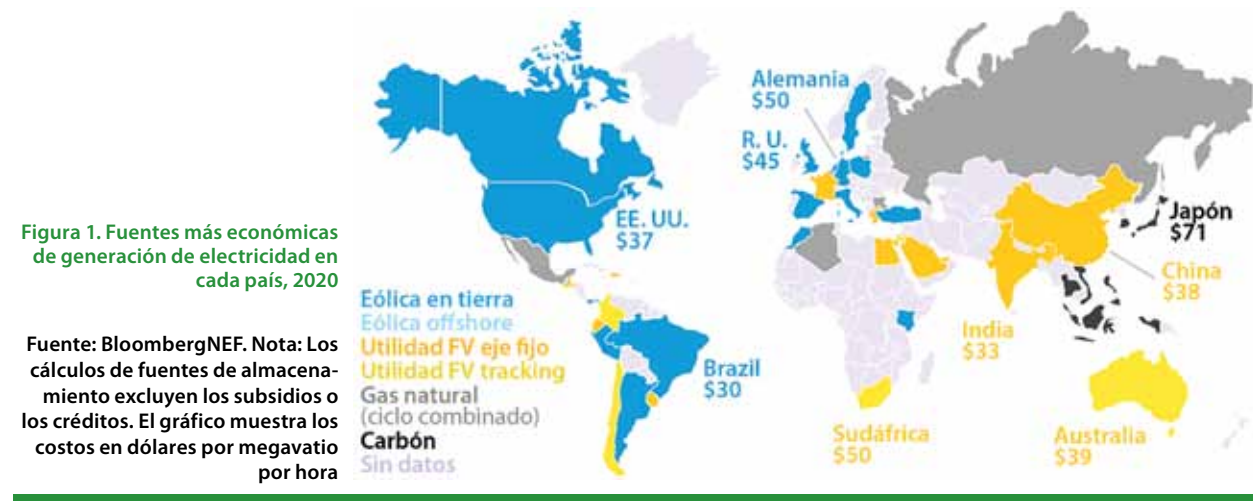 Figura 1. Fuentes más económicas
de generación de electricidad en
cada país, 2020
Fuente: BloombergNEF. Nota: Los
cálculos de fuentes de almacena-
miento excluyen los subsidios o
los créditos. El gráfico muestra los
costos en dólares por megavatio
por hora
Eólica en tierra
Eólica offshore
Utilidad FV eje fijo
Utilidad FV tracking
Gas natural
(ciclo combinado)
Carbón
Sin datos
EE. UU.
$37
Brazil
$30
Alemania
$50
R. U.
$45
Sudáfrica
$50
India
$33
China
$38
Japón
$71
Australia
$39